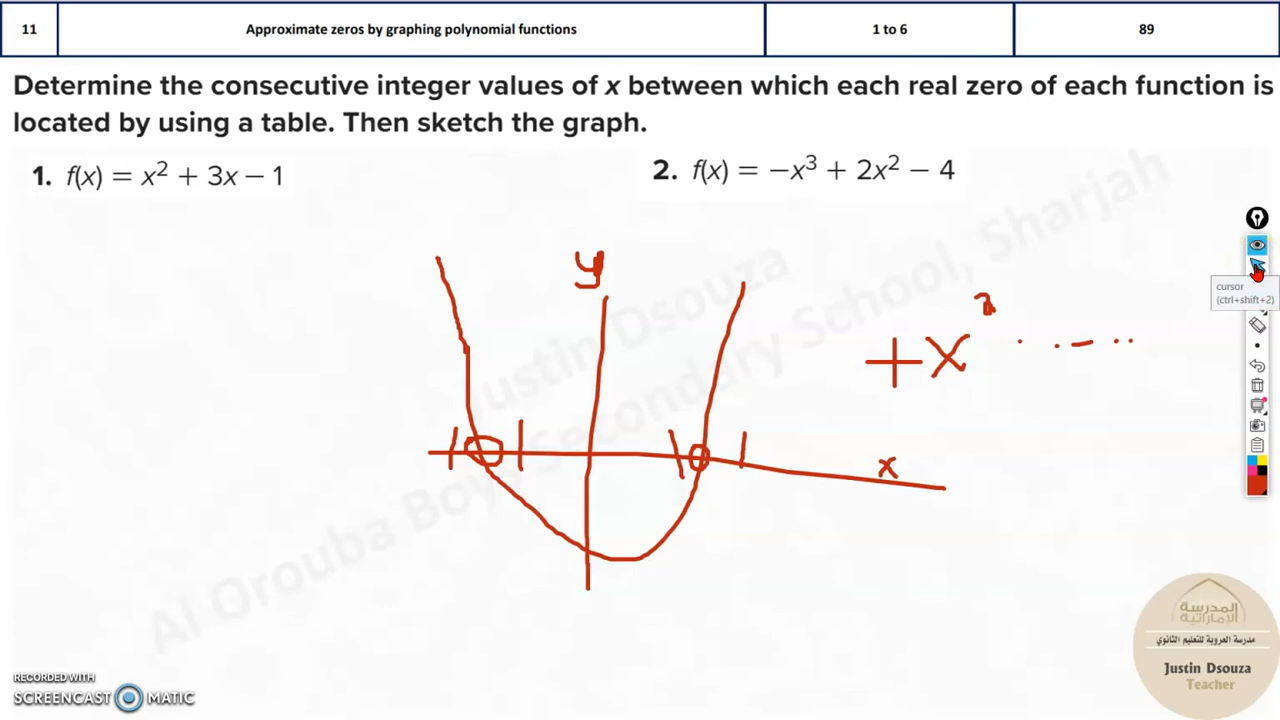 11 Approximate zeros by graphing polynomial functions 1 to 6 89
Determine the consecutive integer values of x between which each real zero of each function is
located by using a table. Then sketch the graph.
1. f(x) = x² + 3x − 1
2. f(x) = −x³ + 2x² − 4
Justin Dsouza
Al Orouba Boys secondary School, Sharjah
y
+x² ....
x
cursor
(ctrl+shift+2)
RECORDED WITH
SCREENCAST MATIC
المدرسة
الإماراتية
مدرسة العروبة للتعليم الثانوي
Justin Dsouza
Teacher